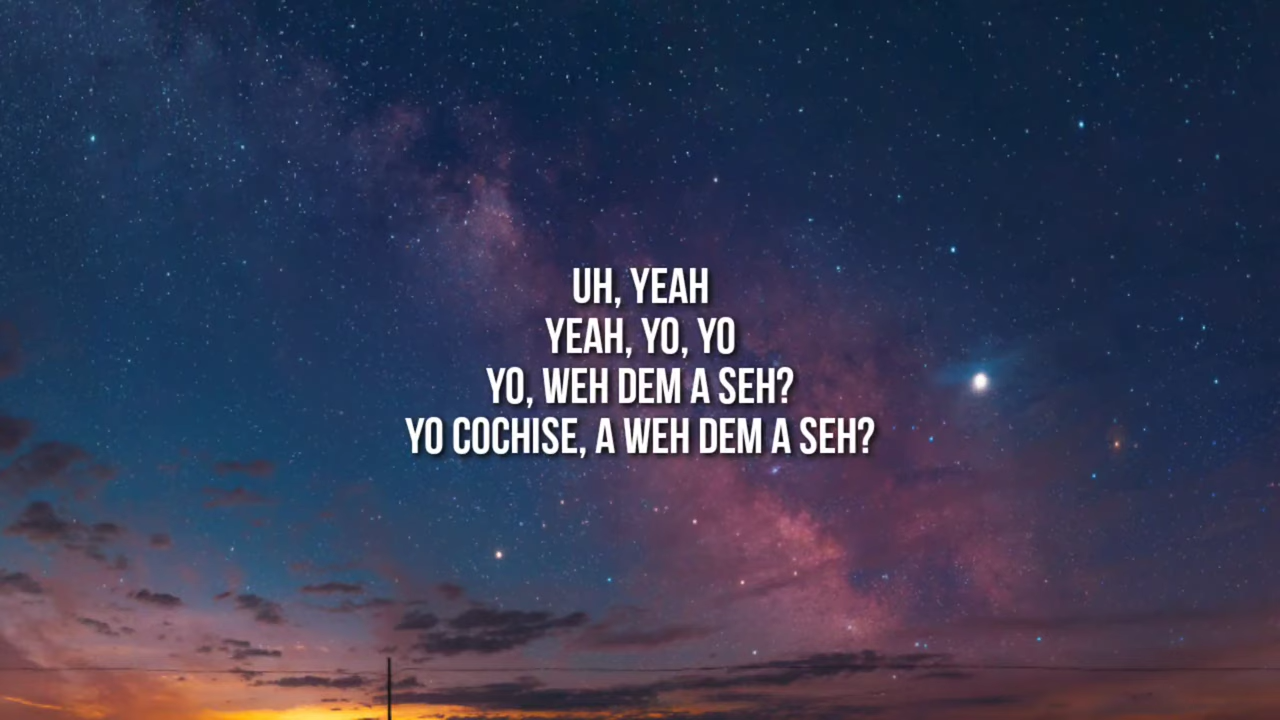 UH, YEAH
YEAH, YO, YO
YO, WEH DEM A SEH?
YO COCHISE, A WEH DEM A SEH?